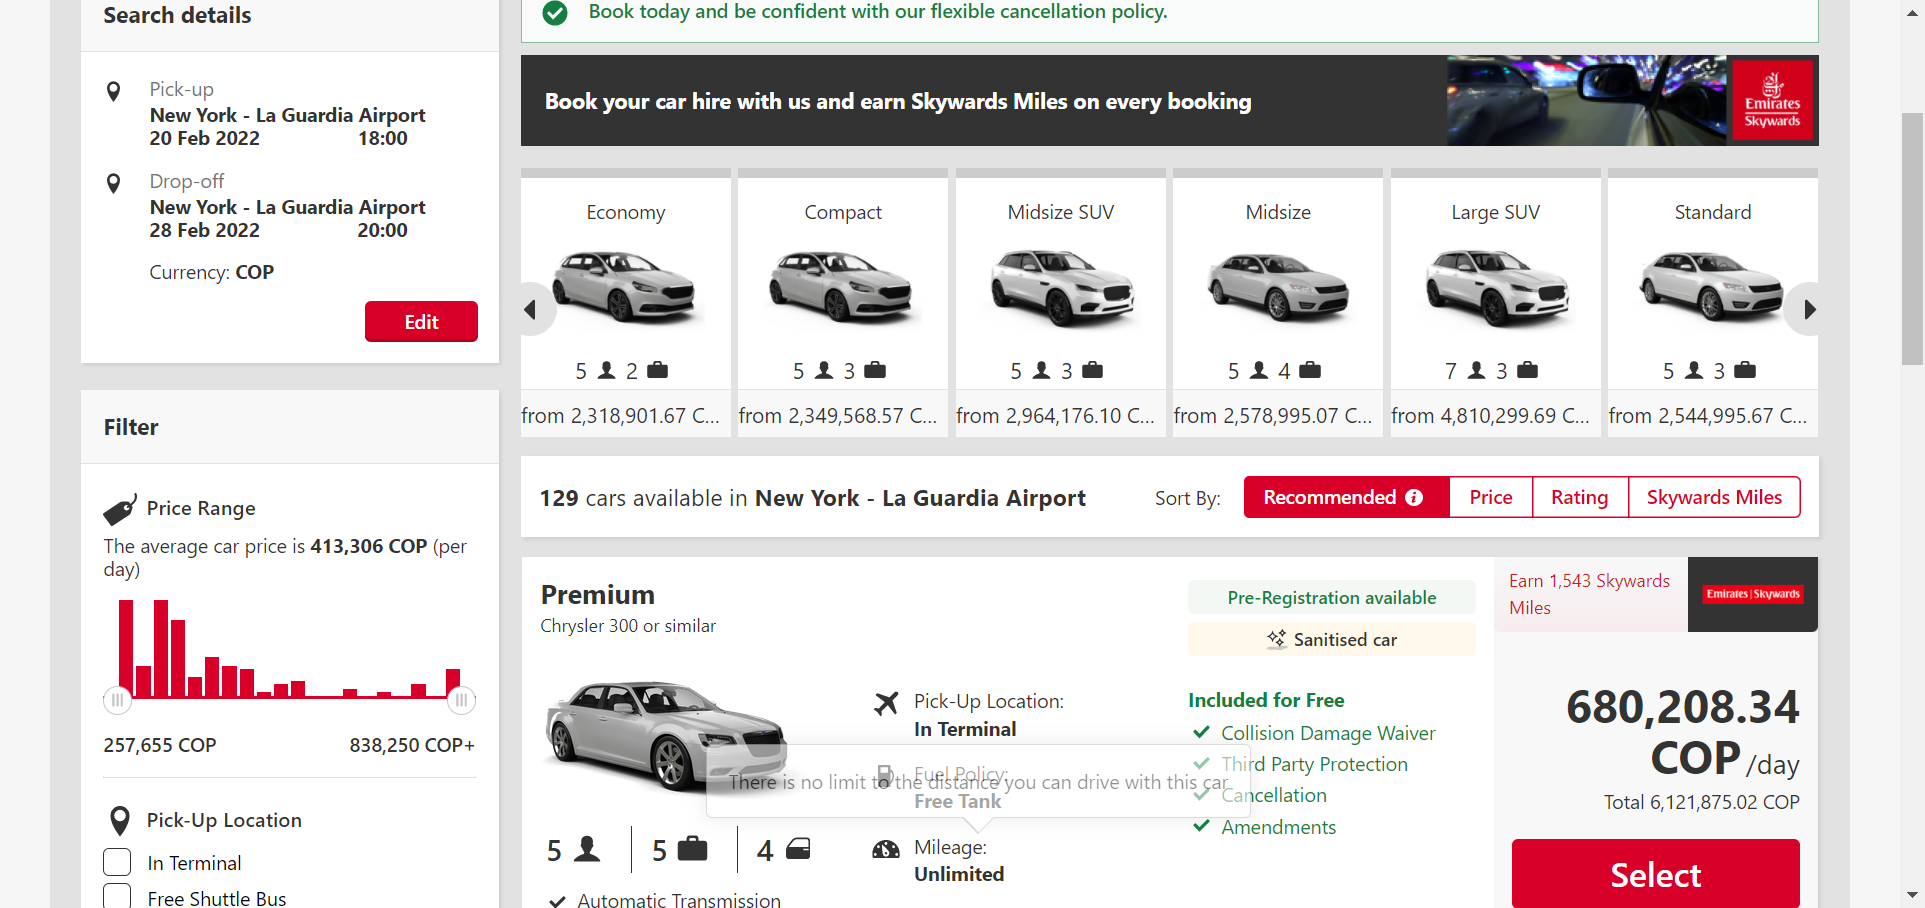 Search details
Pick-up
New York - La Guardia Airport
20 Feb 2022 18:00
Drop-off
New York - La Guardia Airport
28 Feb 2022 20:00
Currency: COP
Edit
Filter
Price Range
The average car price is 413,306 COP (per
day)
257,655 COP 838,250 COP+
Pick-Up Location
In Terminal
Free Shuttle Bus
Book today and be confident with our flexible cancellation policy.
Book your car hire with us and earn Skywards Miles on every booking
Emirates
Skywards
Economy
5 2
from 2,318,901.67 C...
Compact
5 3
from 2,349,568.57 C...
Midsize SUV
5 3
from 2,964,176.10 C...
Midsize
5 4
from 2,578,995.07 C...
Large SUV
7 3
from 4,810,299.69 C...
Standard
5 3
from 2,544,995.67 C...
129 cars available in New York - La Guardia Airport
Sort By: Recommended i Price Rating Skywards Miles
Premium
Chrysler 300 or similar
5 5 4
Automatic Transmission
Pick-Up Location:
In Terminal
Fuel Policy:
Free Tank
There is no limit to the distance you can drive with this car
Mileage:
Unlimited
Pre-Registration available
Sanitised car
Included for Free
Collision Damage Waiver
Third Party Protection
Cancellation
Amendments
Earn 1,543 Skywards
Miles
Emirates | Skywards
680,208.34
COP /day
Total 6,121,875.02 COP
Select